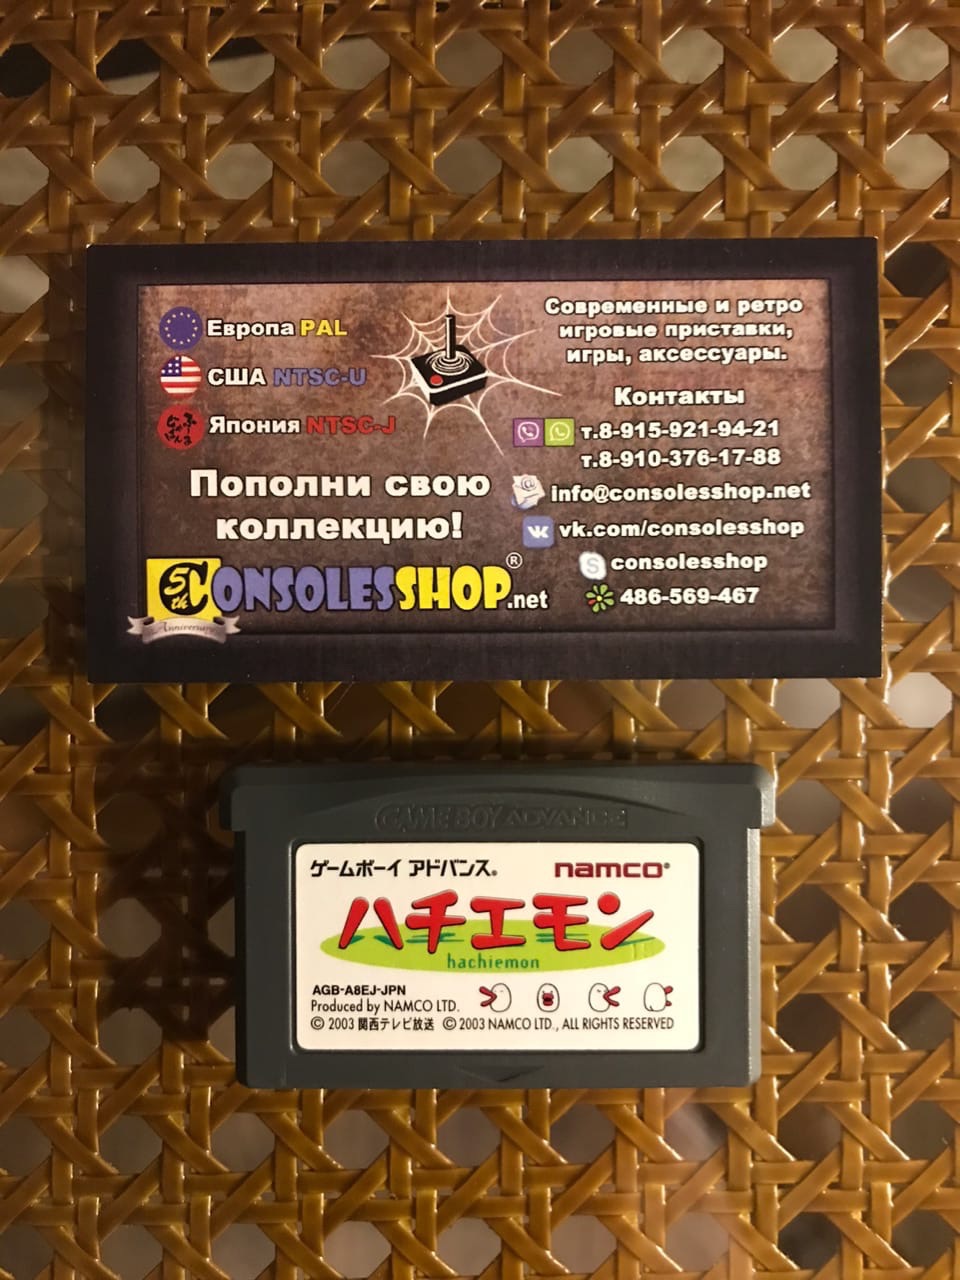 Европа PAL
США NTSC-U
Япония NTSC-J
Пополни свою
коллекцию!
5th
Anniversary
CONSOLESSHOP.net®
Современные и ретро
игровые приставки,
игры, аксессуары.
Контакты
т.8-915-921-94-21
т.8-910-376-17-88
info@consolesshop.net
vk.com/consolesshop
consolesshop
486-569-467
GAME BOY ADVANCE
ゲームボーイ アドバンス®
namco®
ハチエモン
hachiemon
AGB-A8EJ-JPN
Produced by NAMCO LTD.
© 2003 関西テレビ放送 © 2003 NAMCO LTD., ALL RIGHTS RESERVED